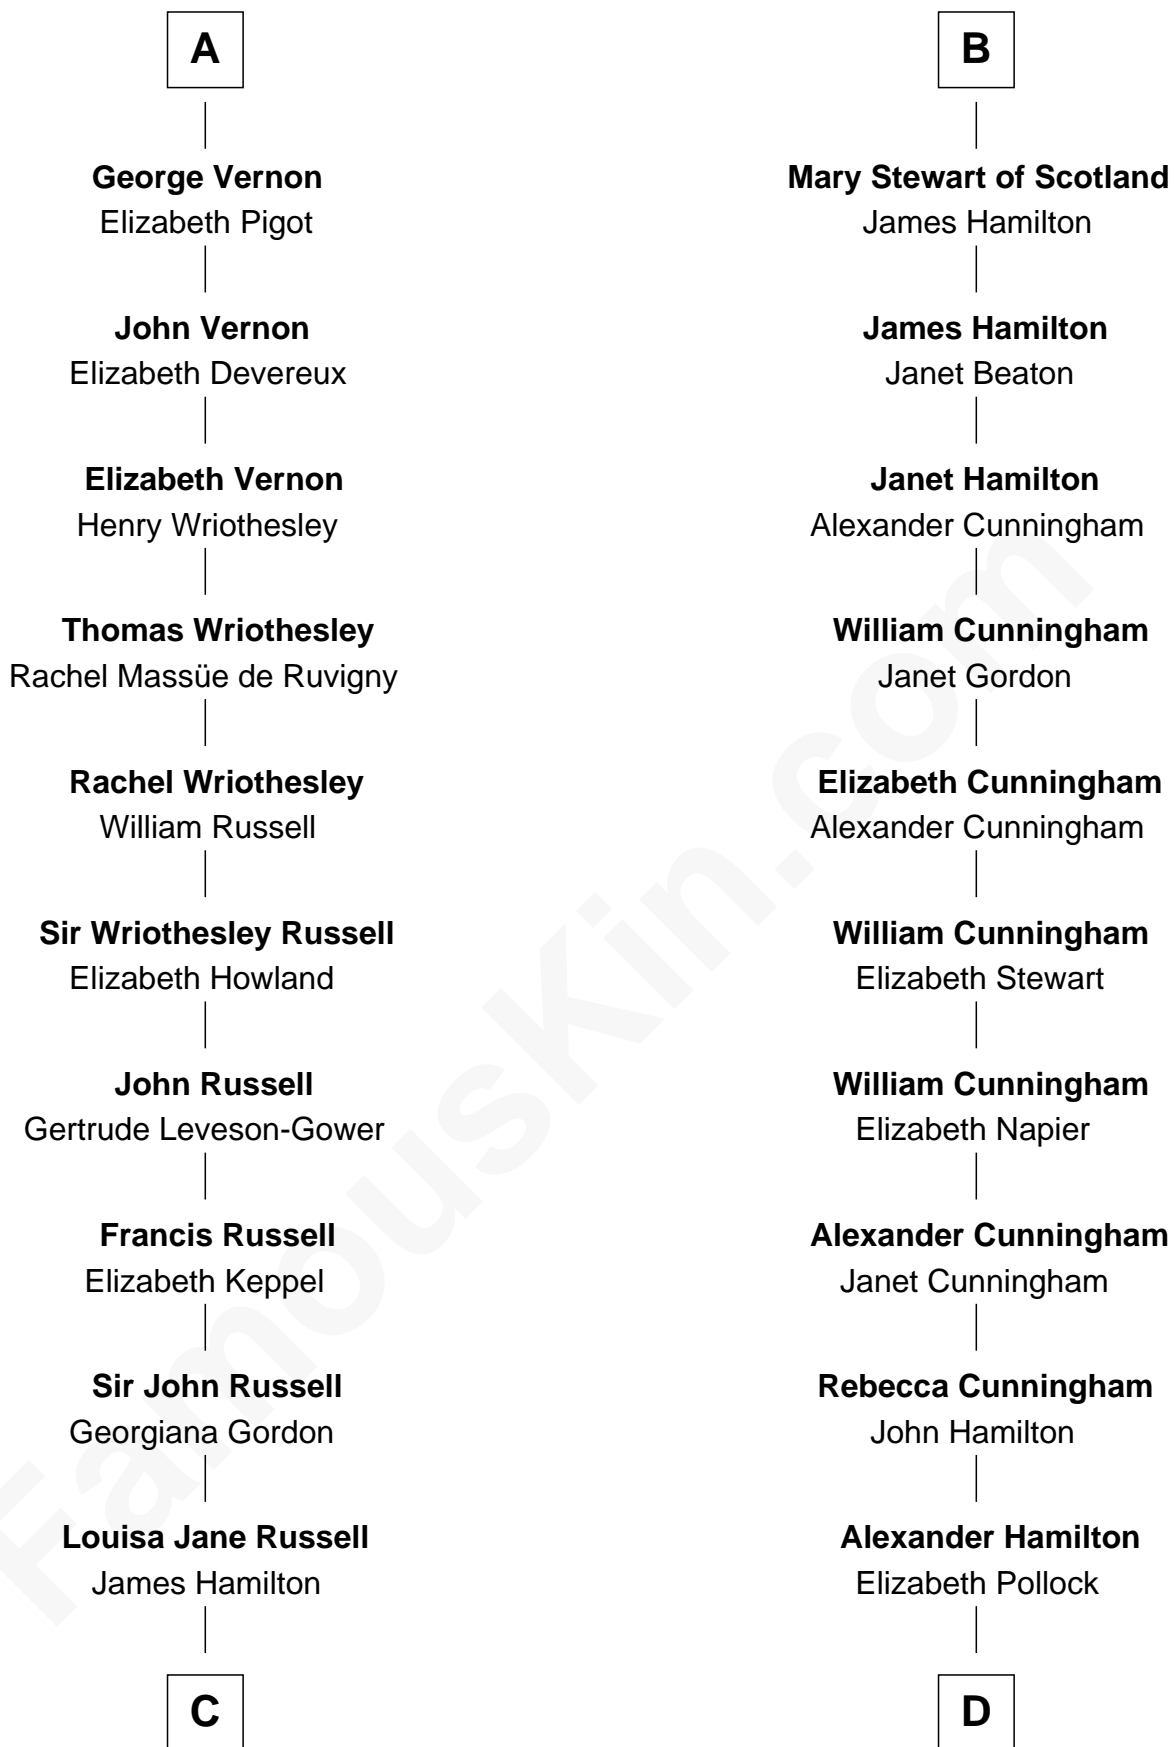 A
George Vernon
Elizabeth Pigot
John Vernon
Elizabeth Devereux
Elizabeth Vernon
Henry Wriothesley
Thomas Wriothesley
Rachel Massüe de Ruvigny
Rachel Wriothesley
William Russell
Sir Wriothesley Russell
Elizabeth Howland
John Russell
Gertrude Leveson-Gower
Francis Russell
Elizabeth Keppel
Sir John Russell
Georgiana Gordon
Louisa Jane Russell
James Hamilton
C
B
Mary Stewart of Scotland
James Hamilton
James Hamilton
Janet Beaton
Janet Hamilton
Alexander Cunningham
William Cunningham
Janet Gordon
Elizabeth Cunningham
Alexander Cunningham
William Cunningham
Elizabeth Stewart
William Cunningham
Elizabeth Napier
Alexander Cunningham
Janet Cunningham
Rebecca Cunningham
John Hamilton
Alexander Hamilton
Elizabeth Pollock
D
FamousKin.com